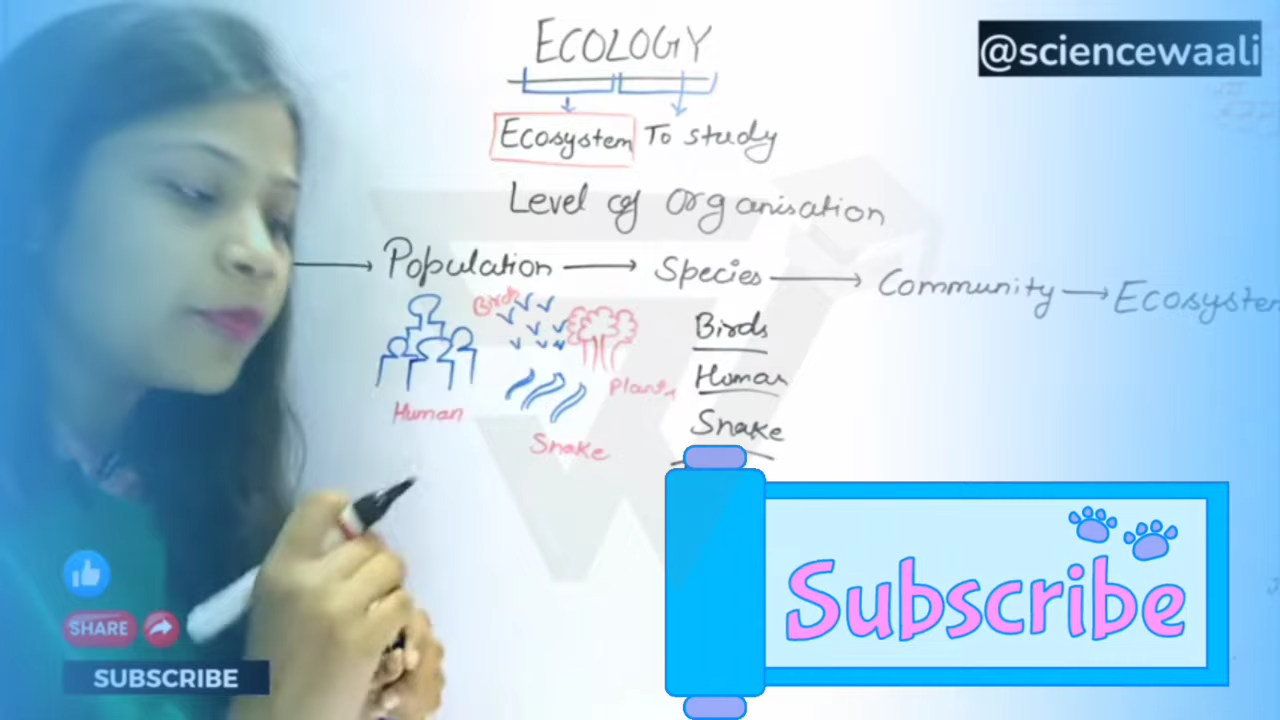 ECOLOGY
@sciencewaali
Ecosystem To study
Level of Organisation
→ Population → Species → Community → Ecosystem
Birds
Birds
Human
Plants
Human
Snake
Snake
SHARE
SUBSCRIBE
Subscribe